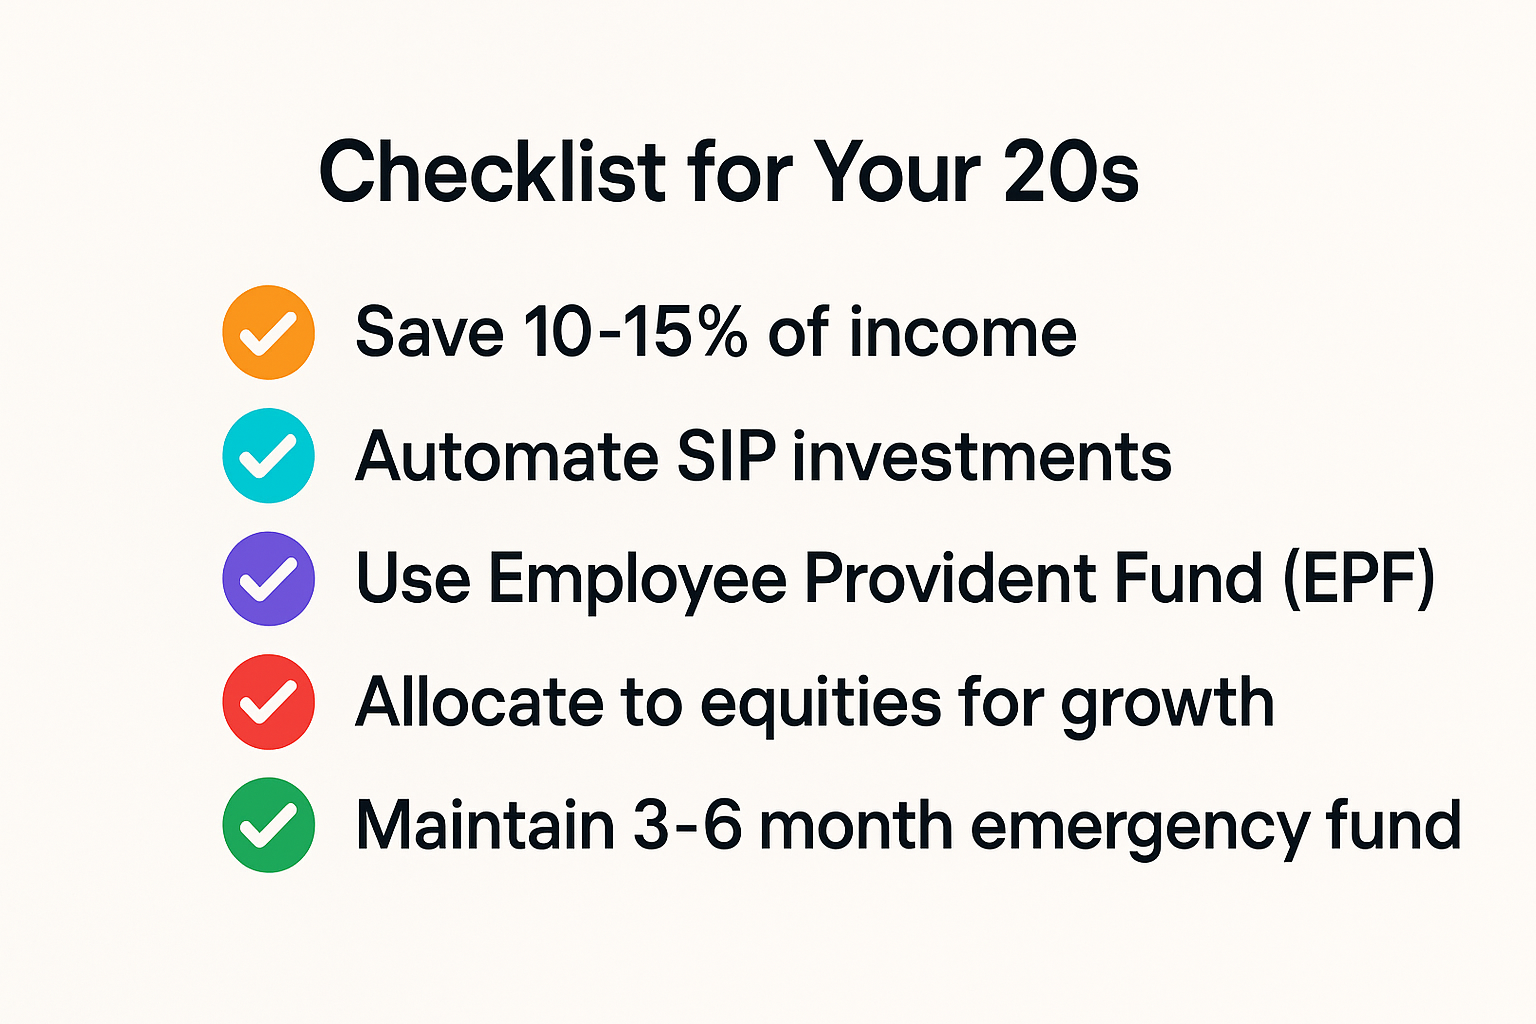 Checklist for Your 20s
Save 10-15% of income
Automate SIP investments
Use Employee Provident Fund (EPF)
Allocate to equities for growth
Maintain 3-6 month emergency fund